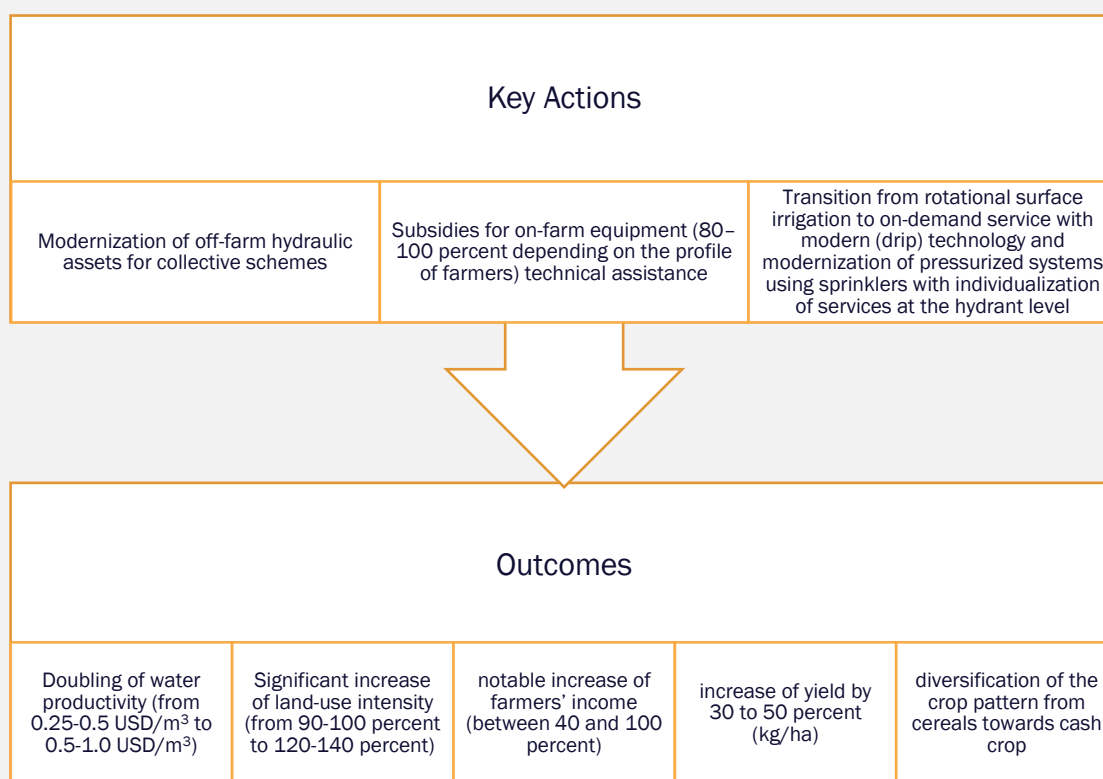 Key Actions
Modernization of off-farm hydraulic
assets for collective schemes
Subsidies for on-farm equipment (80–
100 percent depending on the profile
of farmers) technical assistance
Transition from rotational surface
irrigation to on-demand service with
modern (drip) technology and
modernization of pressurized systems
using sprinklers with individualization
of services at the hydrant level
Outcomes
Doubling of water
productivity (from
0.25-0.5 USD/m³ to
0.5-1.0 USD/m³)
Significant increase
of land-use intensity
(from 90-100 percent
to 120-140 percent)
notable increase of
farmers’ income
(between 40 and 100
percent)
increase of yield by
30 to 50 percent
(kg/ha)
diversification of the
crop pattern from
cereals towards cash
crop